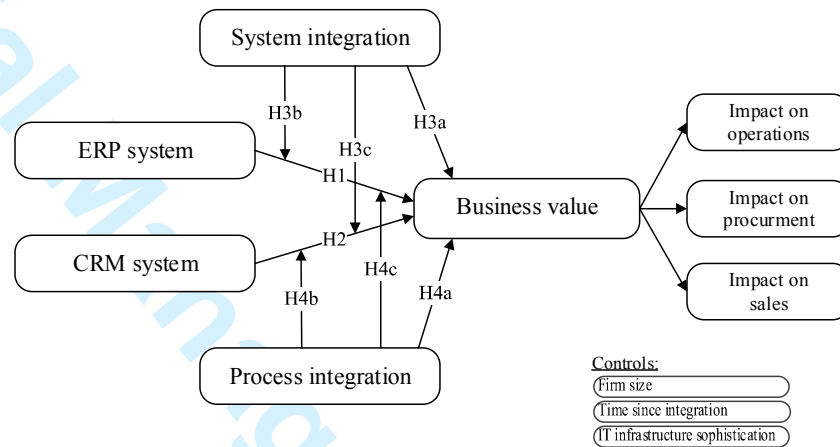 System integration
H3b
H3a
H3c
ERP system
H1
Business value
CRM system
H2
H4b
H4c
H4a
Process integration
Impact on
operations
Impact on
procurment
Impact on
sales
Controls:
Firm size
Time since integration
IT infrastructure sophistication